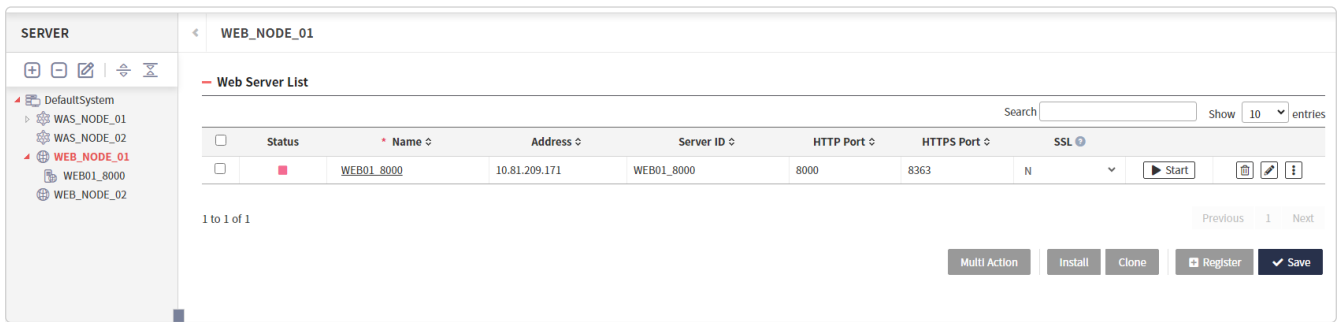 SERVER
WEB_NODE_01
DefaultSystem
WAS_NODE_01
WAS_NODE_02
WEB_NODE_01
WEB01_8000
WEB_NODE_02
Web Server List
Search Show 10 entries
Status * Name Address Server ID HTTP Port HTTPS Port SSL ?
WEB01_8000 10.81.209.171 WEB01_8000 8000 8363 N Start
1 to 1 of 1 Previous 1 Next
Multi Action Install Clone Register Save